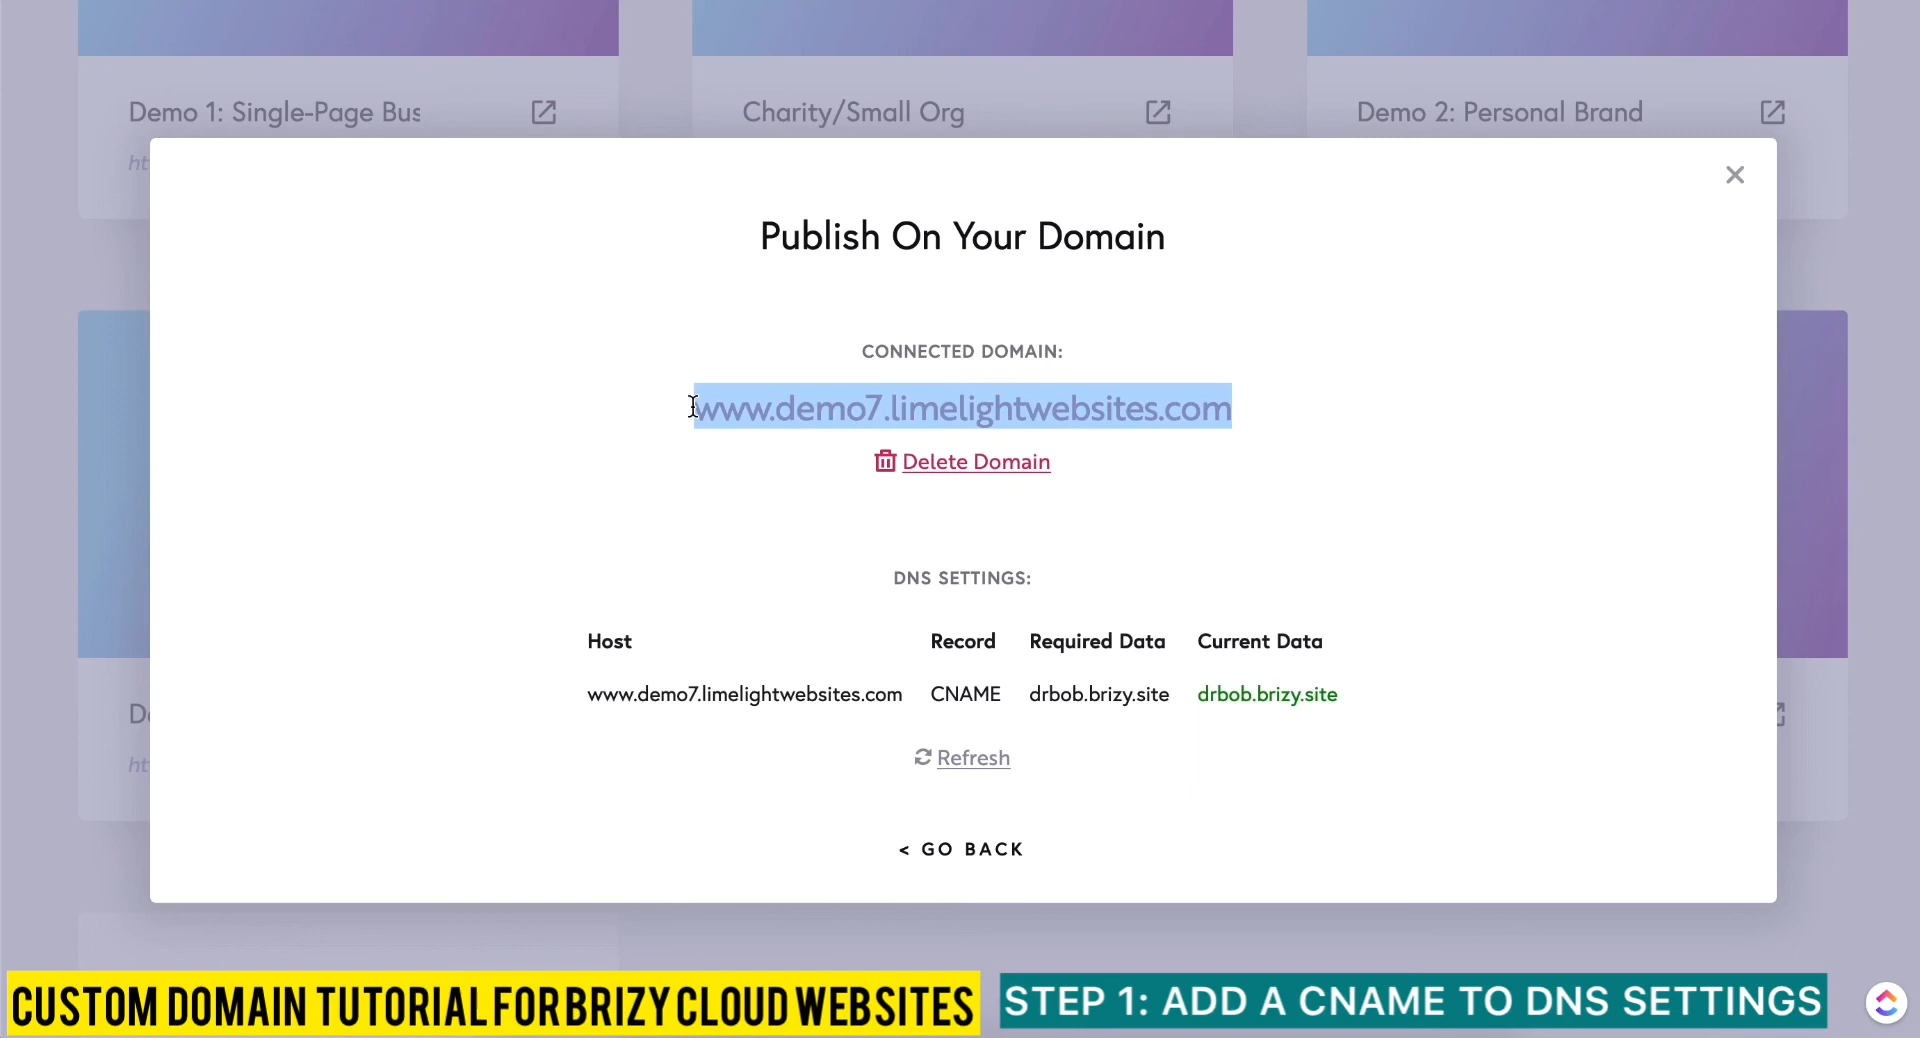 Demo 1: Single-Page Bus
Charity/Small Org
Demo 2: Personal Brand
ht
Publish On Your Domain
CONNECTED DOMAIN:
www.demo7.limelightwebsites.com
Delete Domain
DNS SETTINGS:
Host Record Required Data Current Data
www.demo7.limelightwebsites.com CNAME drbob.brizy.site drbob.brizy.site
De
ht
Refresh
< GO BACK
CUSTOM DOMAIN TUTORIAL FOR BRIZY CLOUD WEBSITES
STEP 1: ADD A CNAME TO DNS SETTINGS